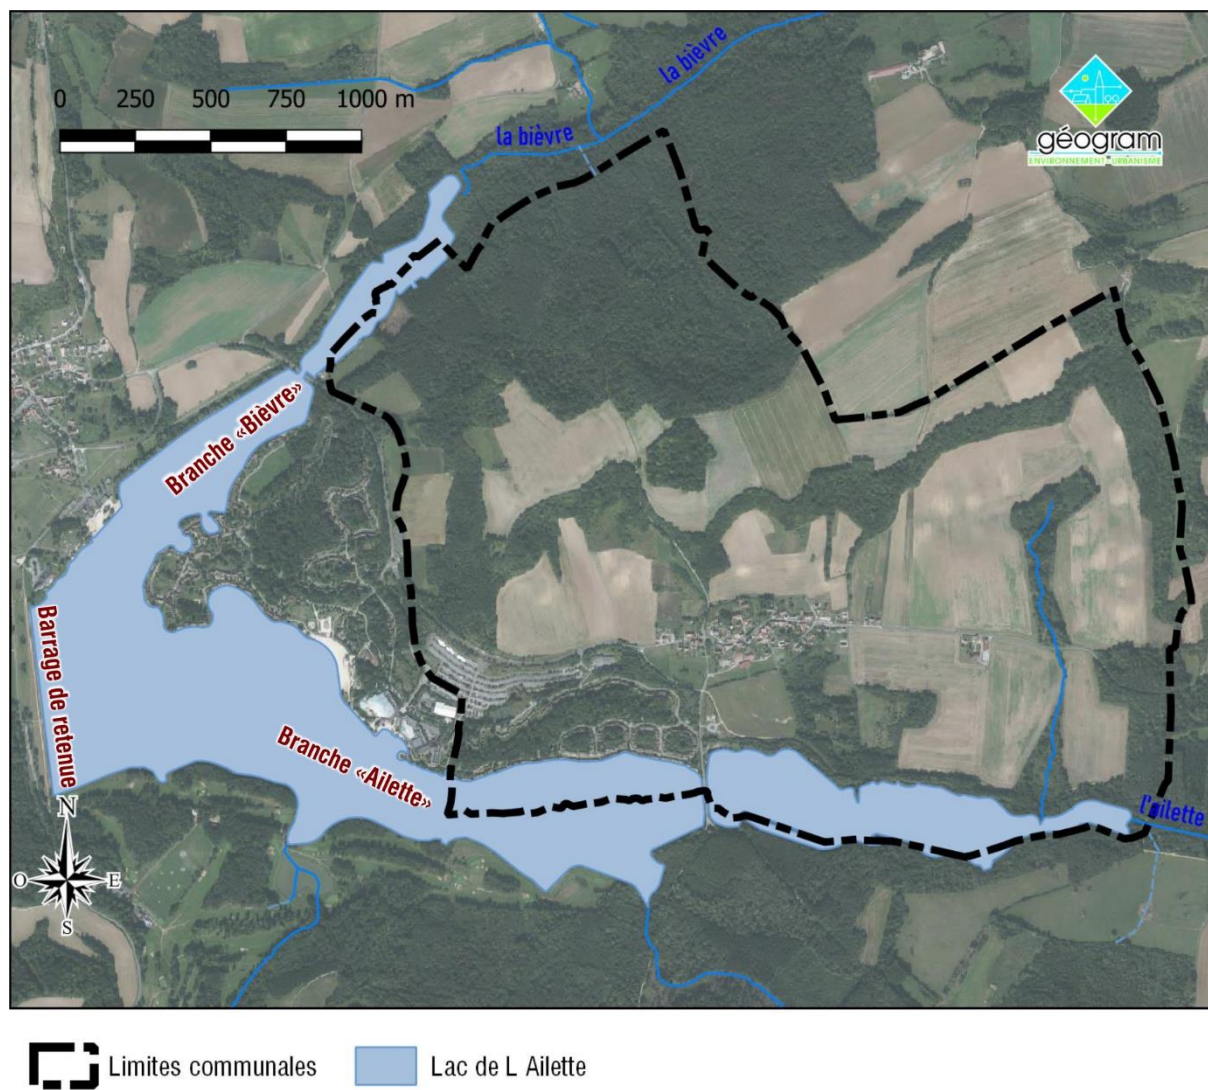 la bièvre
0 250 500 750 1000 m
la bièvre
géogram
ENVIRONNEMENT - URBANISME
Branche «Bièvre»
Barrage de retenue
Branche «Ailette»
l'ailette
N
O E
S
Limites communales
Lac de L Ailette